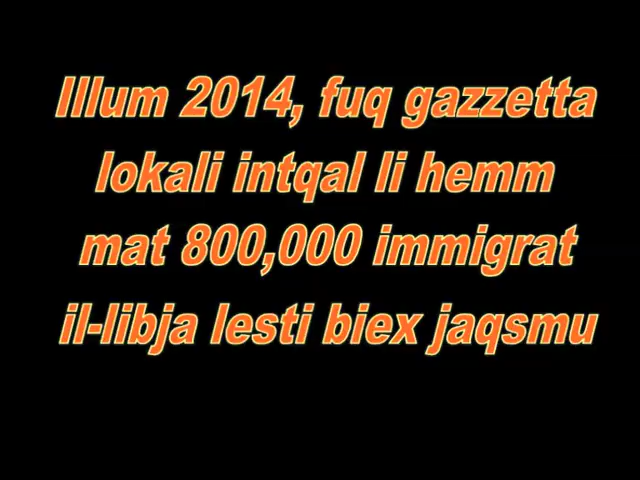 Illum 2014, fuq gazzetta
lokali intqal li hemm
mat 800,000 immigrat
il-libja lesti biex jaqsmu